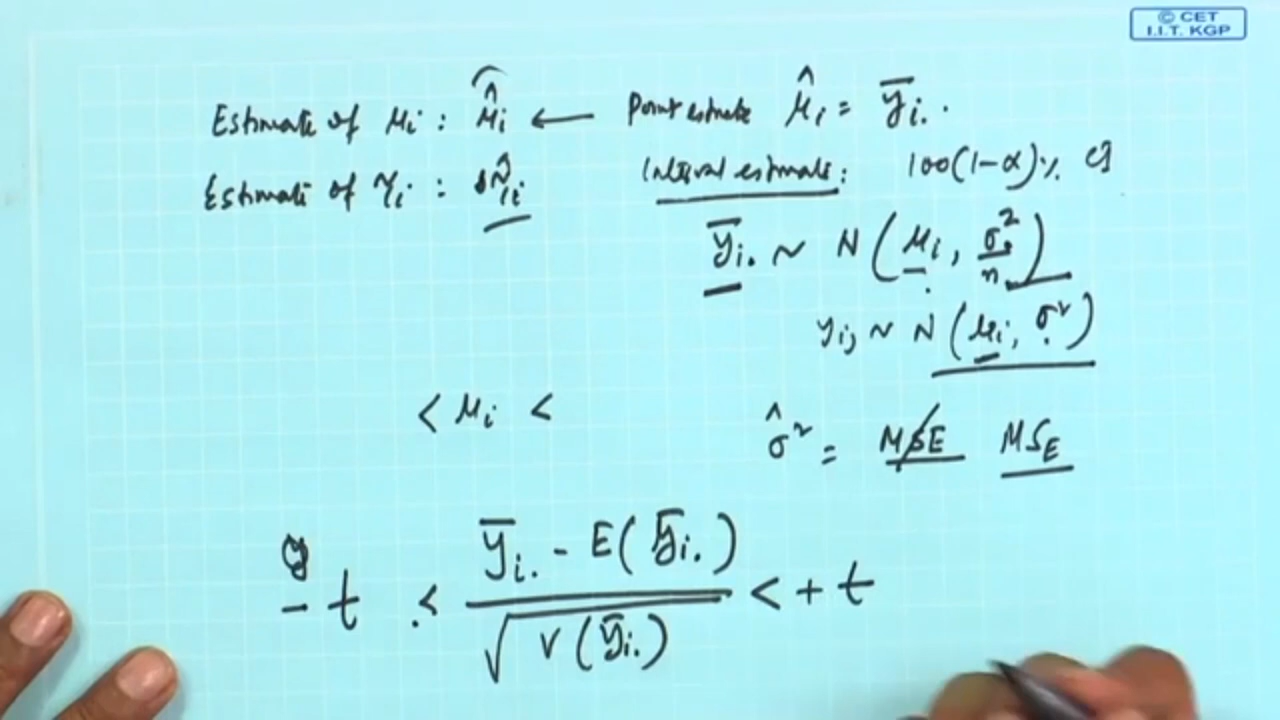 © CET
I.I.T. KGP
Estimate of μi : μ̂i ← Point estimate μ̂i = ȳi.
Estimate of τi : τ̂i Interval estimate: 100(1-α)% CI
ȳi. ~ N(μi, σ²/n)
yij ~ N(μi, σ²)
< μi <
σ̂² = MSE MSE
- t < (ȳi. - E(ȳi.)) / √V(ȳi.) < + t